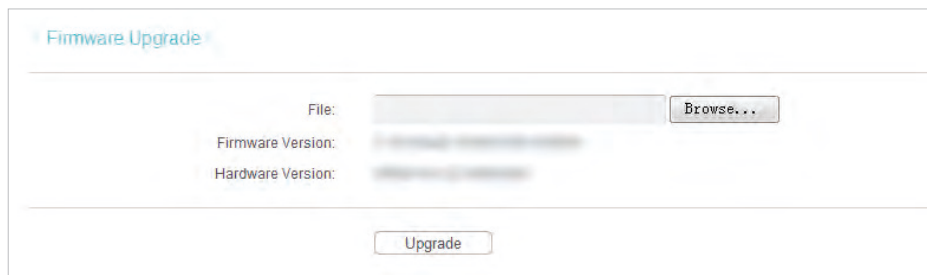 Firmware Upgrade
File: Browse...
Firmware Version:
Hardware Version:
Upgrade